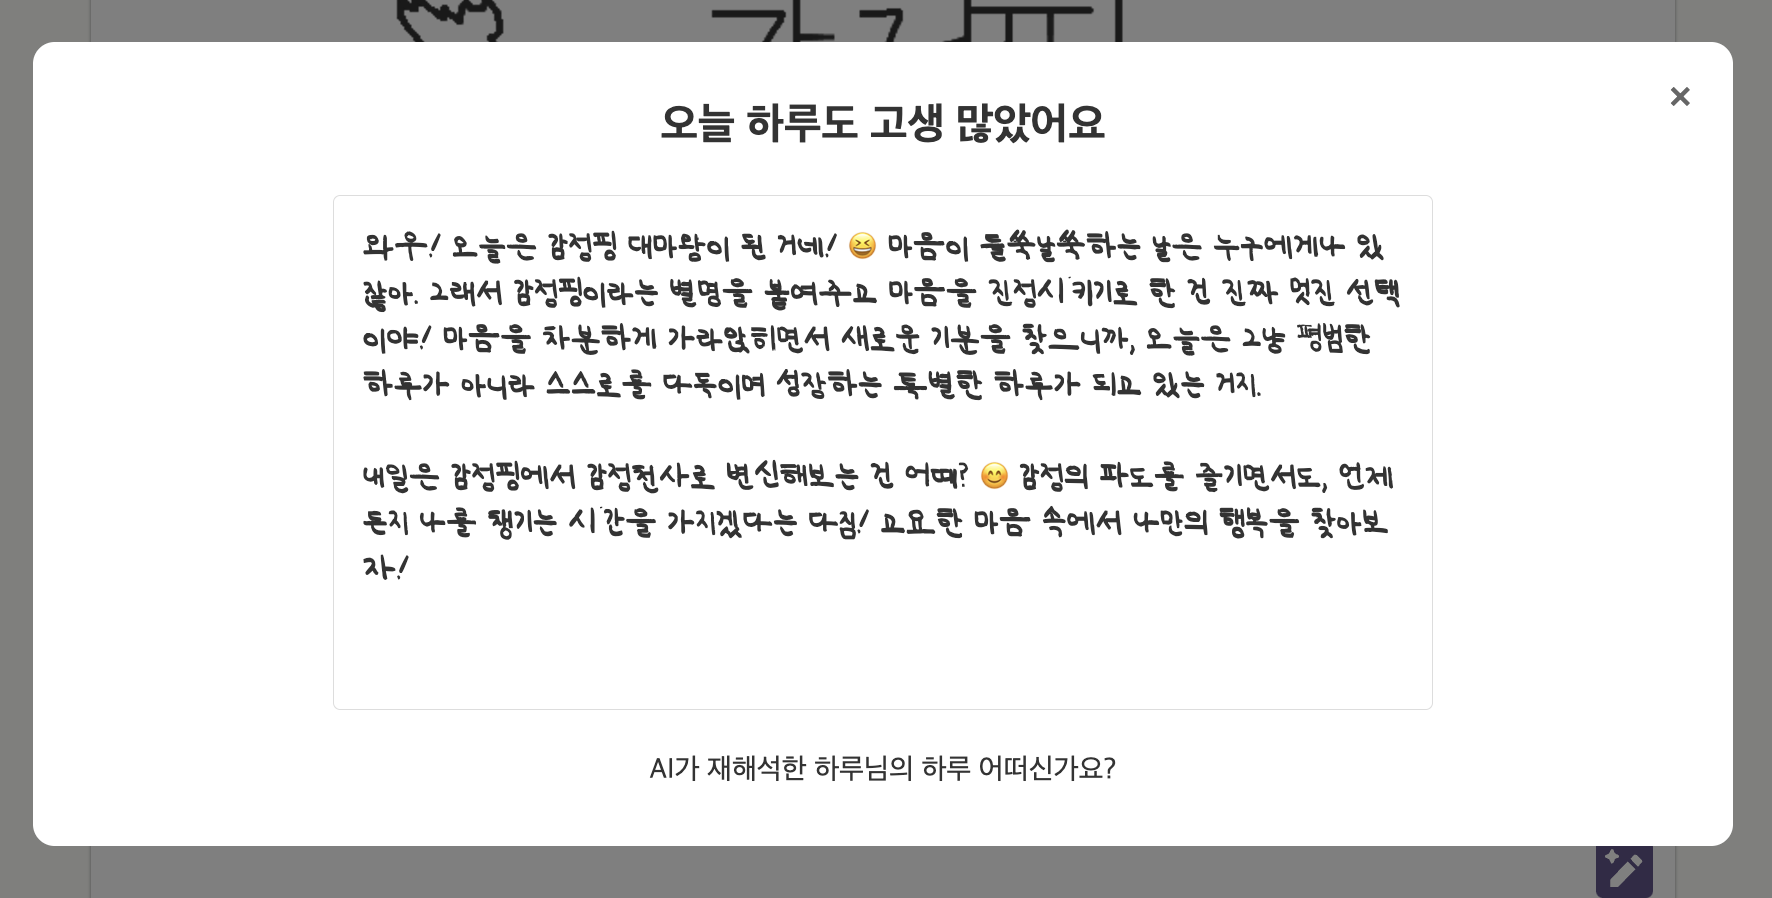 오늘 하루도 고생 많았어요
와우! 오늘은 감정핑 대마왕이 된 거네! 😆 마음이 들쑥날쑥하는 날은 누구에게나 있
잖아. 그래서 감정핑이라는 별명을 붙여주고 마음을 진정시키기로 한 건 진짜 멋진 선택
이야! 마음을 차분하게 가라앉히면서 새로운 기분을 찾으니까, 오늘은 그냥 평범한
하루가 아니라 스스로를 다독이며 성장하는 특별한 하루가 되고 있는 거지.
내일은 감정핑에서 감정천사로 변신해보는 건 어때? 😊 감정의 파도를 즐기면서도, 언제
든지 나를 챙기는 시간을 가지겠다는 다짐! 고요한 마음 속에서 나만의 행복을 찾아보
자!
AI가 재해석한 하루님의 하루 어떠신가요?